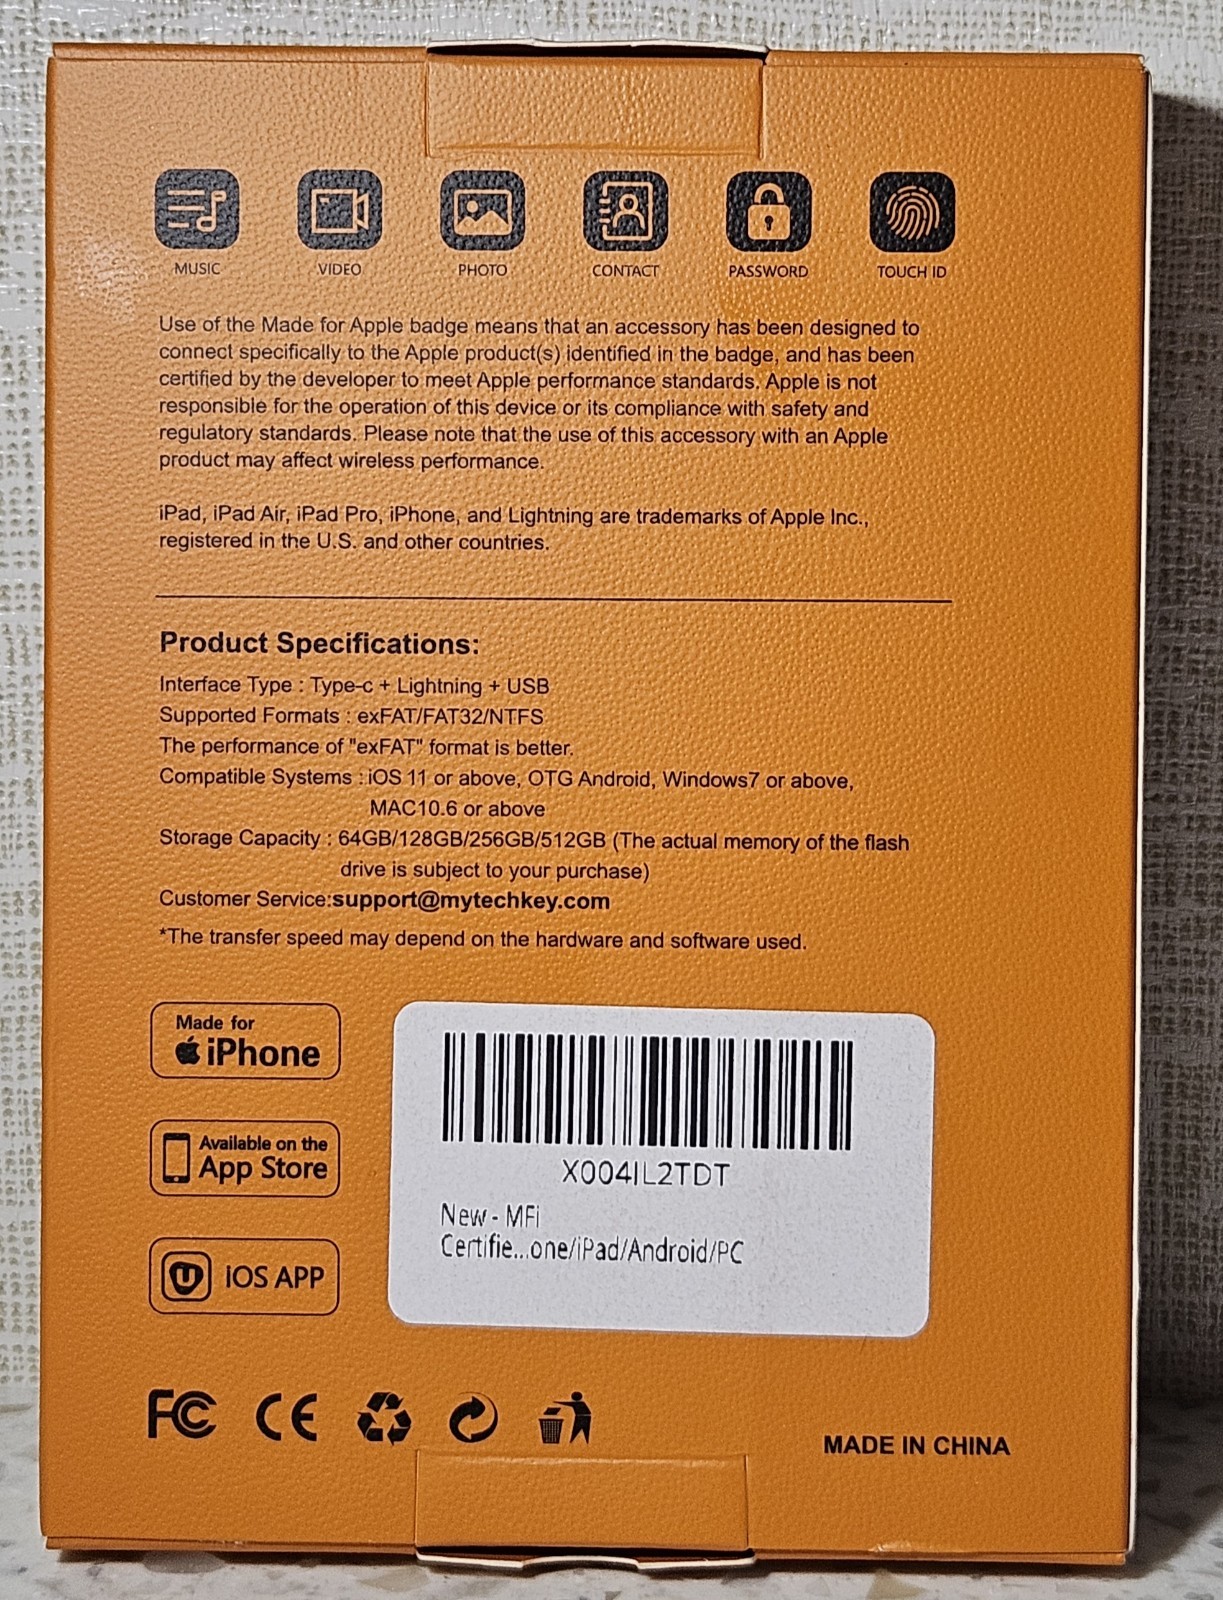 MUSIC VIDEO PHOTO CONTACT PASSWORD TOUCH ID
Use of the Made for Apple badge means that an accessory has been designed to
connect specifically to the Apple product(s) identified in the badge, and has been
certified by the developer to meet Apple performance standards. Apple is not
responsible for the operation of this device or its compliance with safety and
regulatory standards. Please note that the use of this accessory with an Apple
product may affect wireless performance.
iPad, iPad Air, iPad Pro, iPhone, and Lightning are trademarks of Apple Inc.,
registered in the U.S. and other countries.
Product Specifications:
Interface Type : Type-c + Lightning + USB
Supported Formats : exFAT/FAT32/NTFS
The performance of "exFAT" format is better.
Compatible Systems : iOS 11 or above, OTG Android, Windows7 or above,
MAC10.6 or above
Storage Capacity : 64GB/128GB/256GB/512GB (The actual memory of the flash
drive is subject to your purchase)
Customer Service:support@mytechkey.com
*The transfer speed may depend on the hardware and software used.
Made for
iPhone
Available on the
App Store
U iOS APP
X004IL2TDT
New - MFi
Certifie...one/iPad/Android/PC
FC CE
MADE IN CHINA